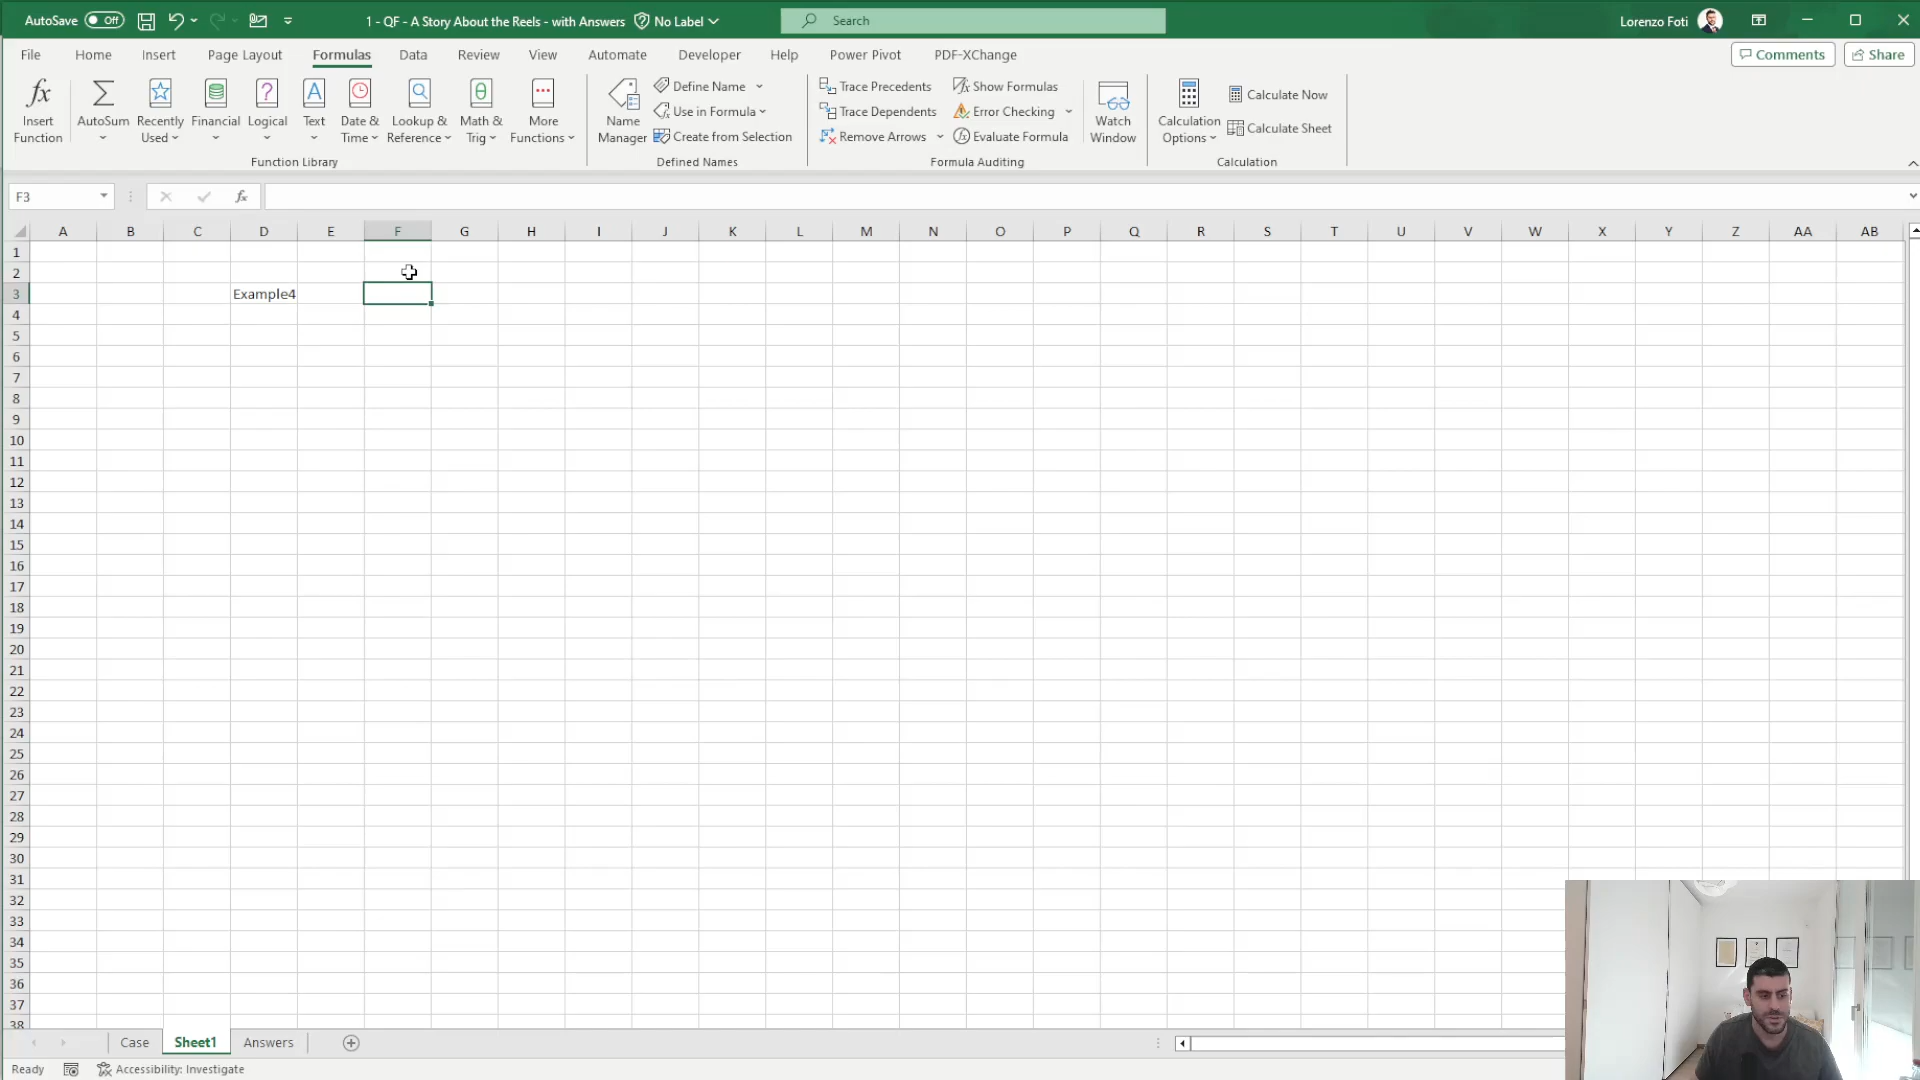 AutoSave Off 1 - QF - A Story About the Reels - with Answers No Label Search Lorenzo Foti
File Home Insert Page Layout Formulas Data Review View Automate Developer Help Power Pivot PDF-XChange Comments Share
Insert Function
AutoSum
Recently Used
Financial
Logical
Text
Date & Time
Lookup & Reference
Math & Trig
More Functions
Function Library
Name Manager
Define Name
Use in Formula
Create from Selection
Defined Names
Trace Precedents
Trace Dependents
Remove Arrows
Show Formulas
Error Checking
Evaluate Formula
Formula Auditing
Watch Window
Calculation Options
Calculate Now
Calculate Sheet
Calculation
F3 fx
A B C D E F G H I J K L M N O P Q R S T U V W X Y Z AA AB
1
2
3 Example4
4
5
6
7
8
9
10
11
12
13
14
15
16
17
18
19
20
21
22
23
24
25
26
27
28
29
30
31
32
33
34
35
36
37
38
Case Sheet1 Answers
Ready Accessibility: Investigate